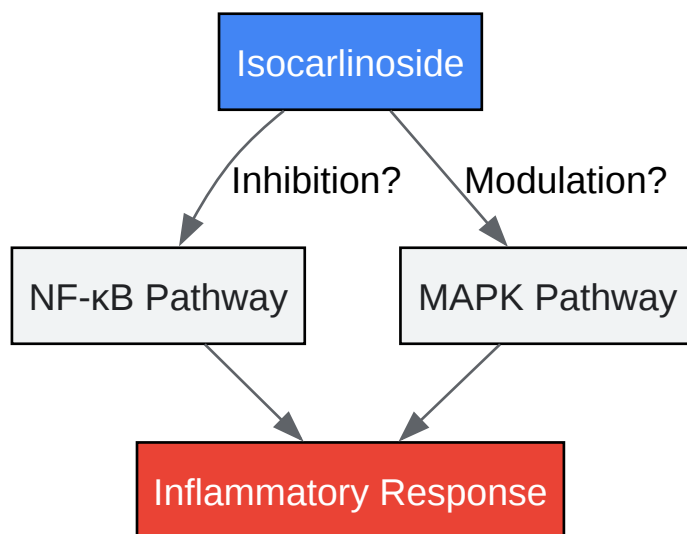 Isocarlinoside
Inhibition?
Modulation?
NF-κB Pathway
MAPK Pathway
Inflammatory Response